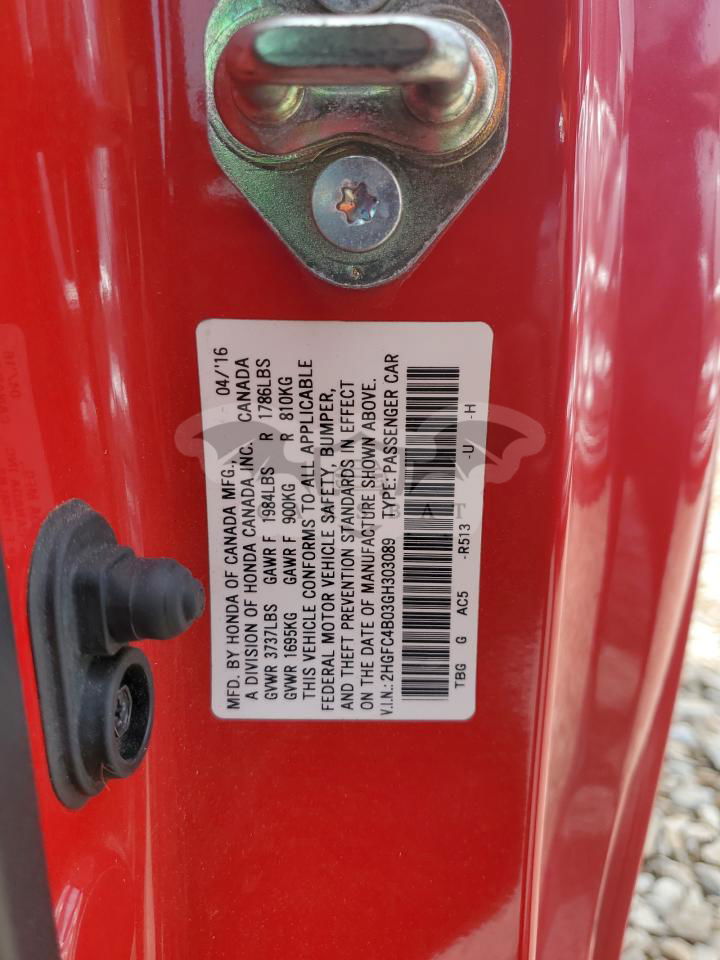 MFD. BY HONDA OF CANADA MFG., 04/'16
A DIVISION OF HONDA CANADA INC. CANADA
GVWR 3737LBS GAWR F 1984LBS R 1786LBS
GVWR 1695KG GAWR F 900KG R 810KG
THIS VEHICLE CONFORMS TO ALL APPLICABLE
FEDERAL MOTOR VEHICLE SAFETY, BUMPER,
AND THEFT PREVENTION STANDARDS IN EFFECT
ON THE DATE OF MANUFACTURE SHOWN ABOVE.
V.I.N.: 2HGFC4B03GH303089 TYPE: PASSENGER CAR
TBG G AC5 -R513 -U -H